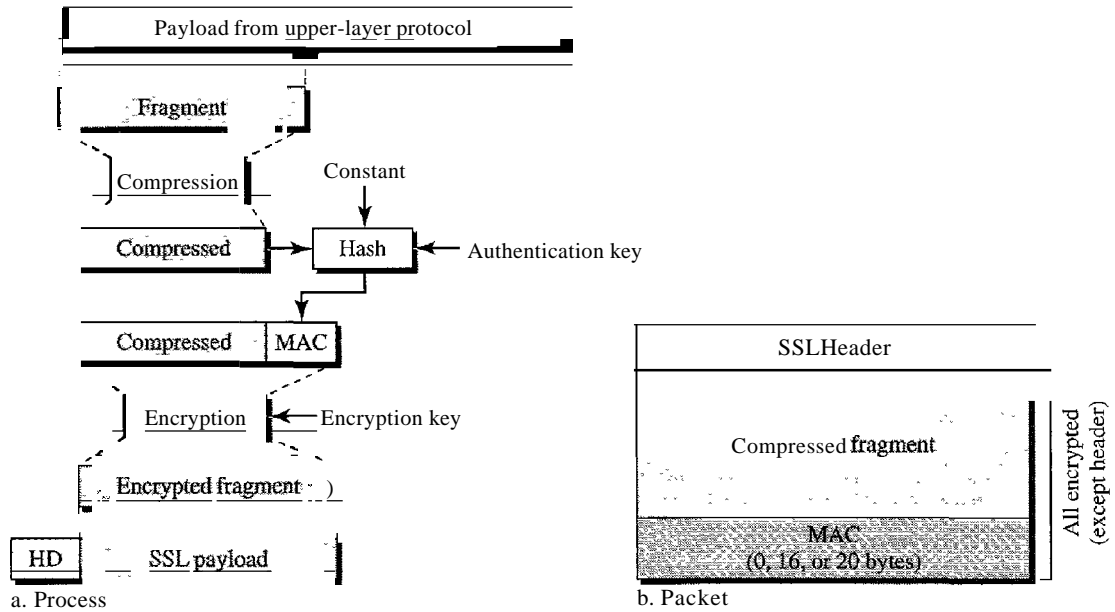 Payload from upper-layer protocol
Fragment
Compression
Constant
Compressed
Hash
Authentication key
Compressed
MAC
Encryption
Encryption key
Encrypted fragment
HD
SSL payload
a. Process
SSLHeader
Compressed fragment
MAC
(0, 16, or 20 bytes)
All encrypted
(except header)
b. Packet